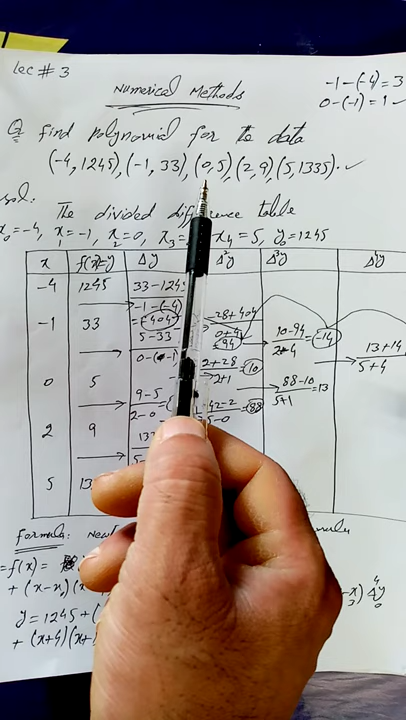 Lec # 3
Numerical Methods
-1-(-4) = 3
0-(-1) = 1 ✓
Q find Polynomial for the data
(-4, 1245), (-1, 33), (0, 5), (2, 9) (5, 1335). ✓
sol:
The divided difference table
x₀=-4, x₁=-1, x₂=0, x₃= x₄=5, y₀=1245
x f(x)=y Δy Δ²y Δ³y Δ⁴y
-4 1245 33-1245
-1-(-4)
=-404 -28+404
-1 33 5-33 0+4 10-94 =-14
94 2+4 13+14
0-(-1) 2+28 =10 5+4
0 5 2+1 88-10 =13
9-5 442-2 =88 5+1
2-0 5-0
2 9
5
formula:
=f(x) =
+ (x-x₀)(x Δ⁴y₀
y = 1245 + (
+ (x+4)(x+1